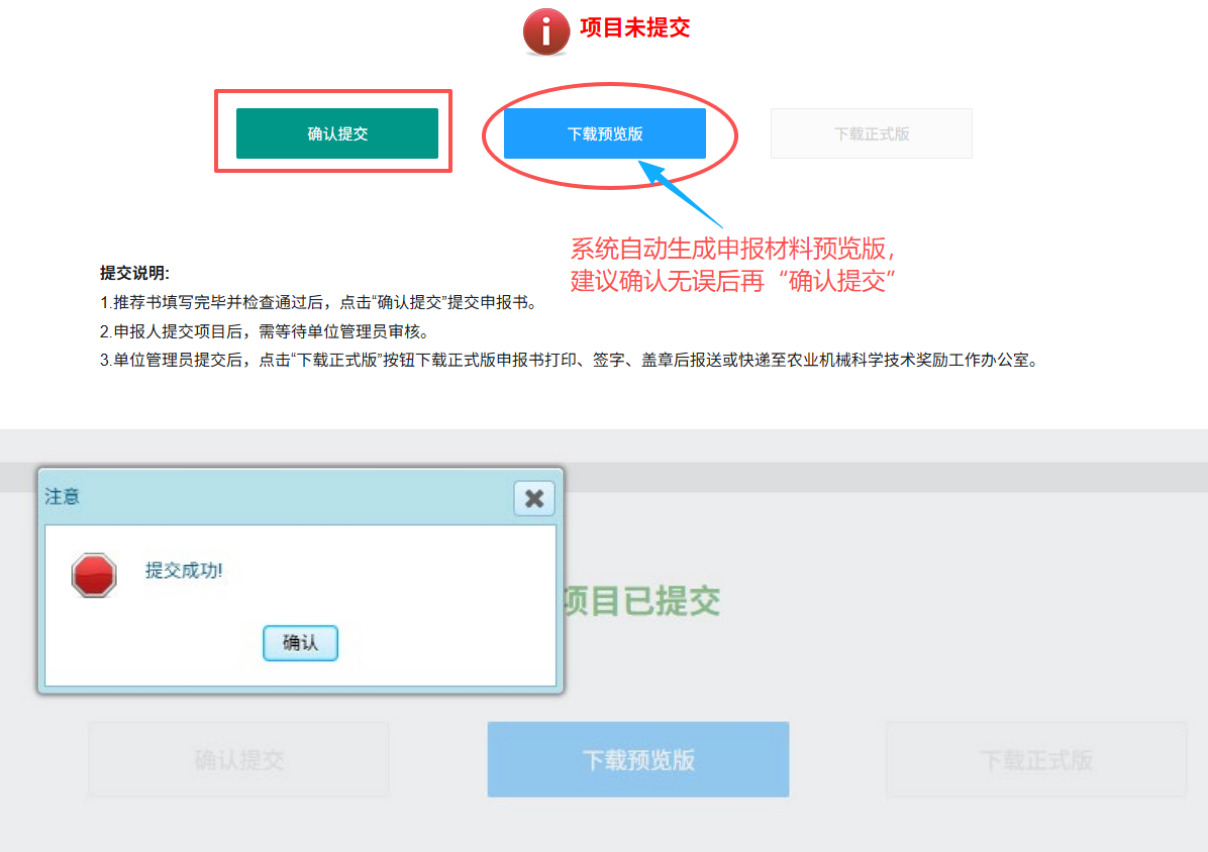 项目未提交
确认提交
下载预览版
下载正式版
系统自动生成申报材料预览版，
建议确认无误后再“确认提交”
提交说明:
1.推荐书填写完毕并检查通过后，点击“确认提交”提交申报书。
2.申报人提交项目后，需等待单位管理员审核。
3.单位管理员提交后，点击“下载正式版”按钮下载正式版申报书打印、签字、盖章后报送或快递至农业机械科学技术奖励工作办公室。
注意
提交成功!
确认
项目已提交
确认提交
下载预览版
下载正式版